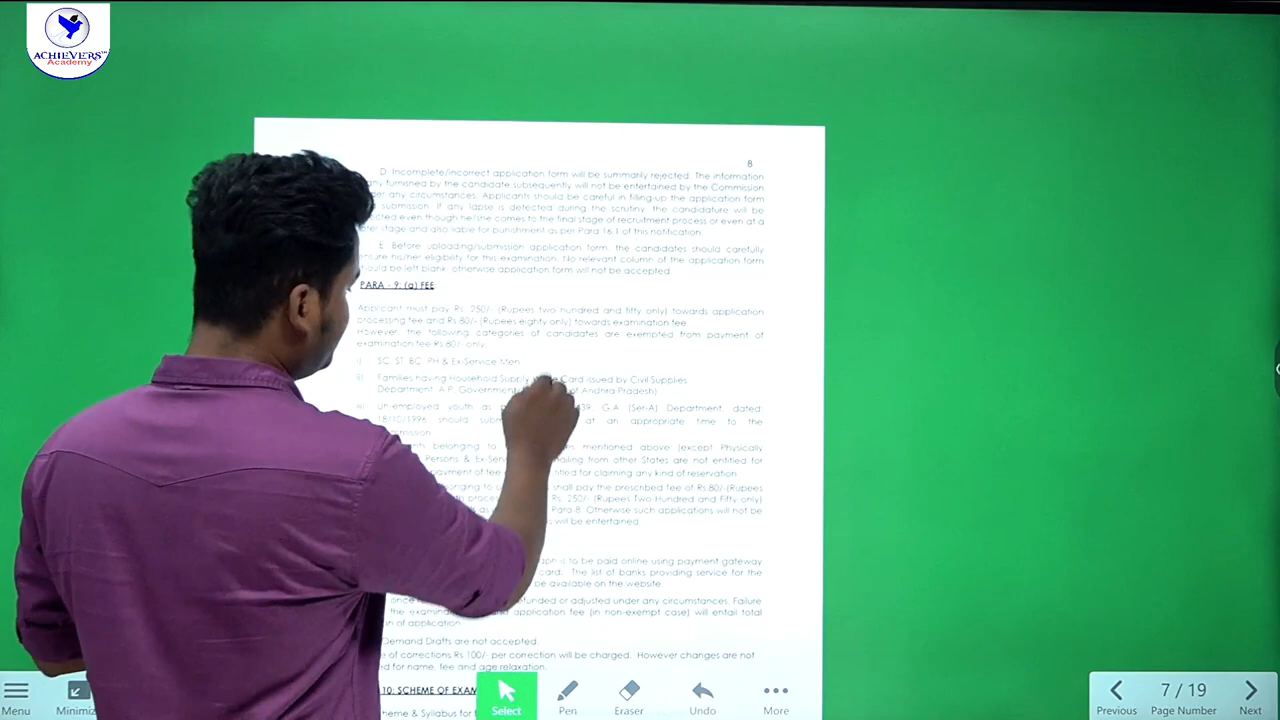 ACHIEVERS™
Academy
8
D. Incomplete/incorrect application form will be summarily rejected. The information
any furnished by the candidate subsequently will not be entertained by the Commission
any circumstances. Applicants should be careful in filling-up the application form
submission. If any lapse is detected during the scrutiny, the candidature will be
even though he/she comes to the final stage of recruitment process or even at a
stage and also liable for punishment as per Para 16.1 of this notification.
E. Before uploading/submission application form, the candidates should carefully
ensure his/her eligibility for this examination. No relevant column of the application form
should be left blank, otherwise application form will not be accepted.
PARA - 9: (a) FEE:
Applicant must pay Rs. 250/- (Rupees two hundred and fifty only) towards application
processing fee and Rs.80/- (Rupees eighty only) towards examination fee.
However, the following categories of candidates are exempted from payment of
examination fee Rs.80/- only.
i) SC, ST, BC, PH & Ex-Service Men.
ii) Families having Household Supply Card issued by Civil Supplies
Department, A.P. Government of Andhra Pradesh)
iii) Un-employed youth as G.A (Ser-A) Department, dated:
18/10/1996 should at an appropriate time to the
belonging to mentioned above (except Physically
Persons & hailing from other States are not entitled for
payment of fee for claiming any kind of reservation.
shall pay the prescribed fee of Rs.80/-(Rupees
Rs. 250/- (Rupees Two Hundred and Fifty only)
Para-8. Otherwise such applications will not be
will be entertained.
is to be paid online using payment gateway
card. The list of banks providing service for the
be available on the website.
or adjusted under any circumstances. Failure
the application fee (in non-exempt case) will entail total
of application.
Demand Drafts are not accepted.
of corrections Rs.100/- per correction will be charged. However changes are not
for name, fee and age relaxation.
10: SCHEME OF
& Syllabus for
Menu
Select
Pen
Eraser
Undo
More
7 / 19
Previous
Page Number
Next